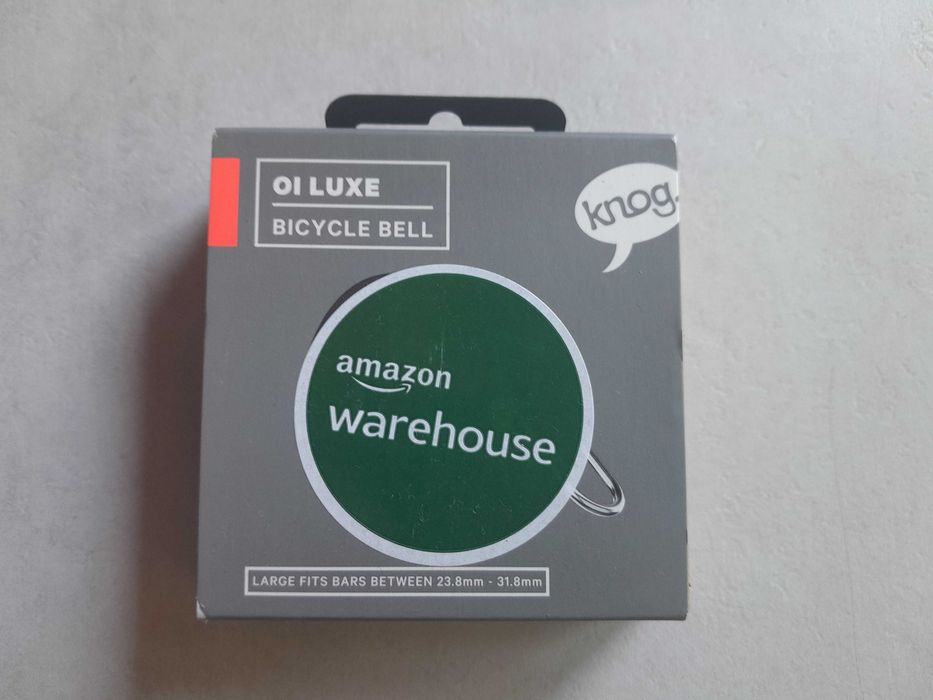 OI LUXE
BICYCLE BELL
knog.
amazon
warehouse
LARGE FITS BARS BETWEEN 23.8mm - 31.8mm